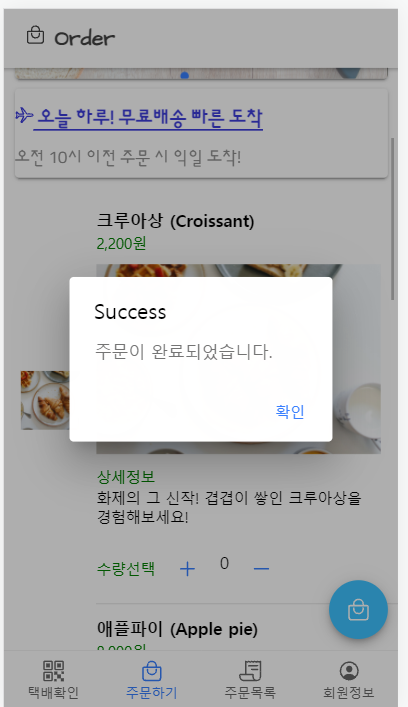 Order
오늘 하루! 무료배송 빠른 도착
오전 10시 이전 주문 시 익일 도착!
크루아상 (Croissant)
2,200원
Success
주문이 완료되었습니다.
확인
상세정보
화제의 그 신작! 겹겹이 쌓인 크루아상을
경험해보세요!
수량선택 + 0 −
애플파이 (Apple pie)
택배확인 주문하기 주문목록 회원정보